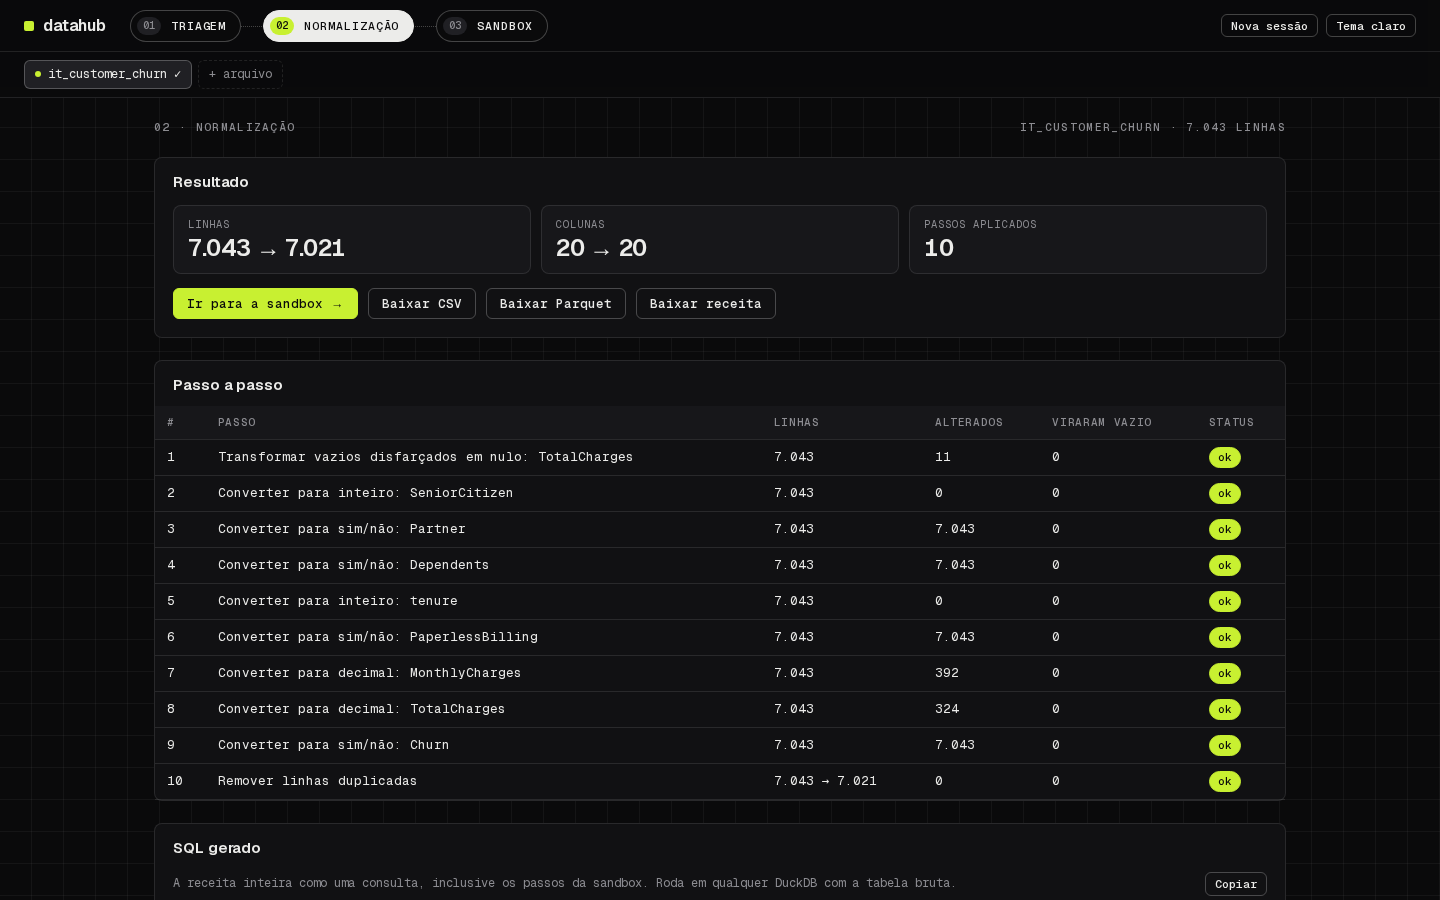 datahub
01 TRIAGEM
02 NORMALIZAÇÃO
03 SANDBOX
Nova sessão
Tema claro
it_customer_churn ✓
+ arquivo
02 · NORMALIZAÇÃO
IT_CUSTOMER_CHURN · 7.043 LINHAS
Resultado
LINHAS
7.043 → 7.021
COLUNAS
20 → 20
PASSOS APLICADOS
10
Ir para a sandbox →
Baixar CSV
Baixar Parquet
Baixar receita
Passo a passo
# PASSO LINHAS ALTERADOS VIRARAM VAZIO STATUS
1 Transformar vazios disfarçados em nulo: TotalCharges 7.043 11 0 ok
2 Converter para inteiro: SeniorCitizen 7.043 0 0 ok
3 Converter para sim/não: Partner 7.043 7.043 0 ok
4 Converter para sim/não: Dependents 7.043 7.043 0 ok
5 Converter para inteiro: tenure 7.043 0 0 ok
6 Converter para sim/não: PaperlessBilling 7.043 7.043 0 ok
7 Converter para decimal: MonthlyCharges 7.043 392 0 ok
8 Converter para decimal: TotalCharges 7.043 324 0 ok
9 Converter para sim/não: Churn 7.043 7.043 0 ok
10 Remover linhas duplicadas 7.043 → 7.021 0 0 ok
SQL gerado
A receita inteira como uma consulta, inclusive os passos da sandbox. Roda em qualquer DuckDB com a tabela bruta.
Copiar